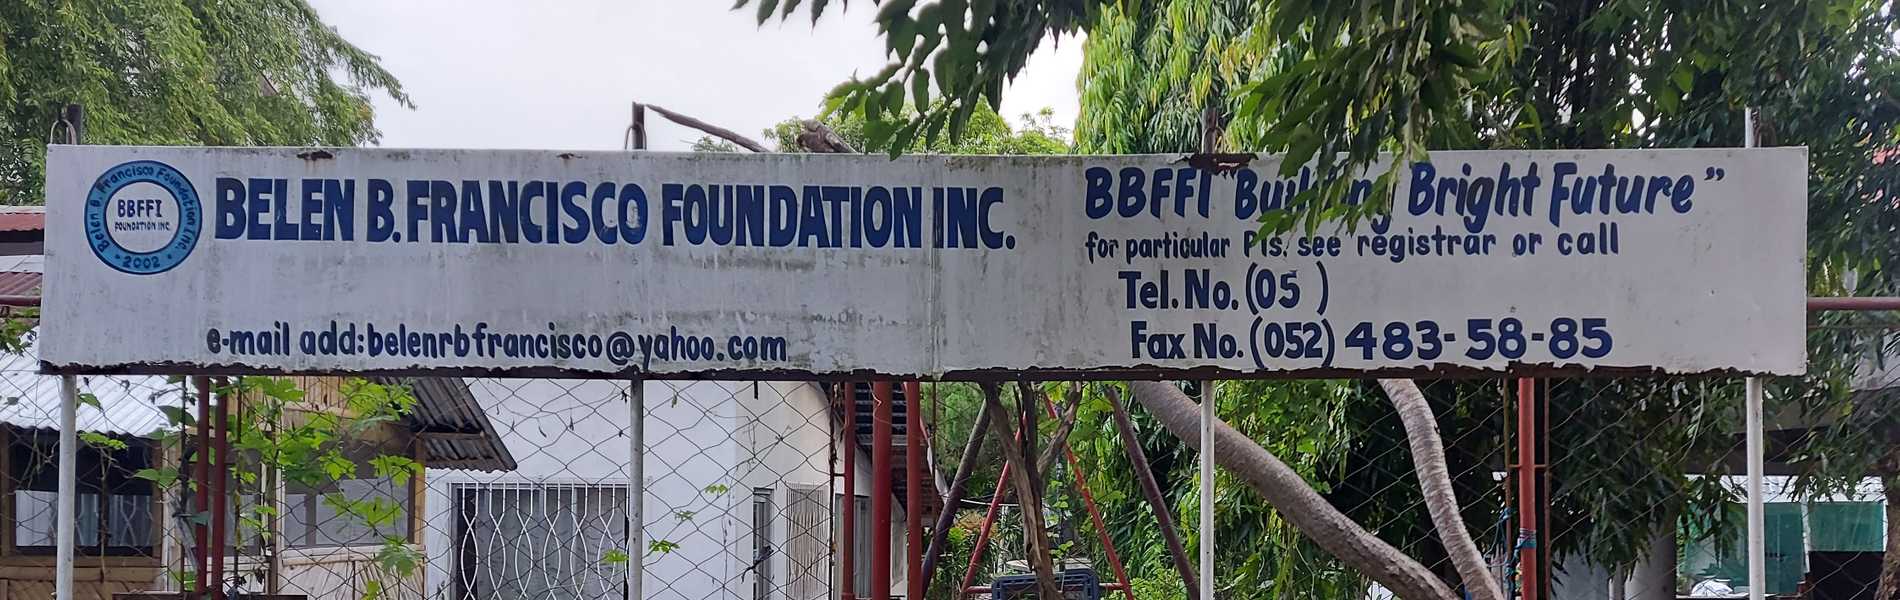 Belen B. Francisco Foundation Inc.
BBFFI
FOUNDATION INC.
2002
BELEN B. FRANCISCO FOUNDATION INC.
e-mail add:belenrbfrancisco@yahoo.com
BBFFI "Building Bright Future"
for particular Pls. see registrar or call
Tel. No. (05 )
Fax No. (052) 483-58-85